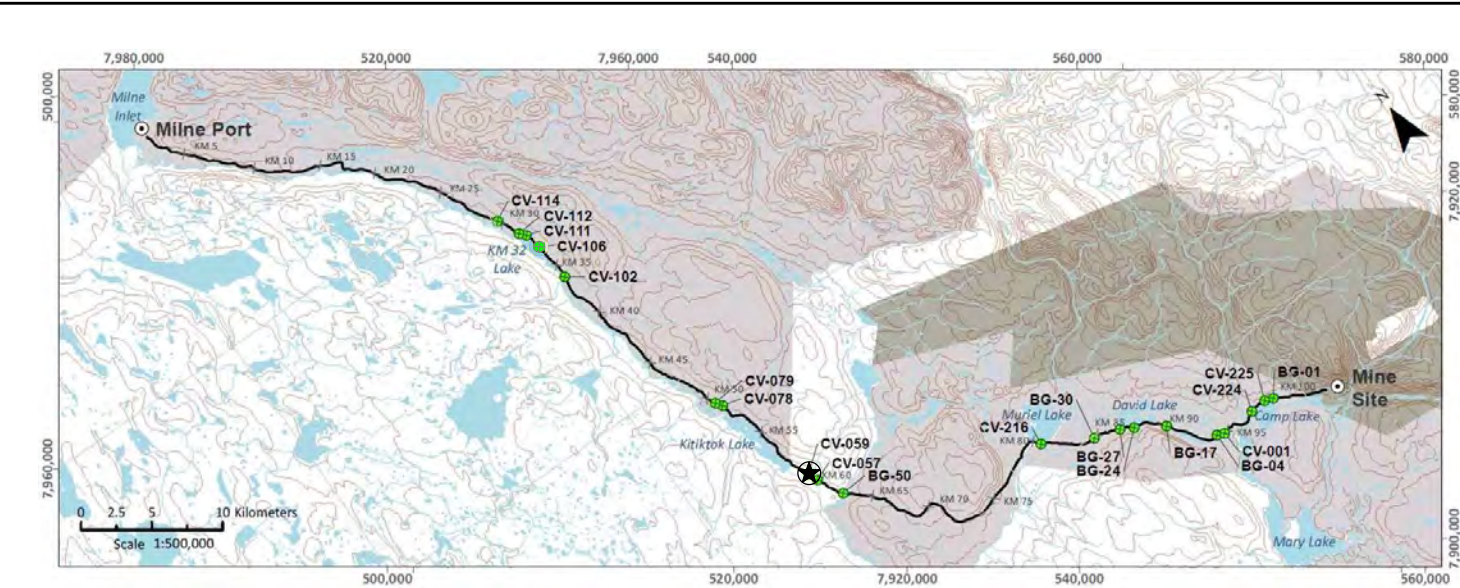 7,980,000
520,000
7,960,000
540,000
560,000
580,000
500,000
580,000
7,920,000
7,960,000
7,900,000
Milne
Inlet
Milne Port
KM 5
KM 10
KM 15
KM 20
KM 25
CV-114
KM 30
CV-112
CV-111
CV-106
KM 32
Lake
KM 35
CV-102
KM 40
KM 45
KM 50
CV-079
CV-078
KM 55
Kitiktok Lake
CV-059
CV-057
KM 60
BG-50
KM 65
KM 70
KM 75
Muriel Lake
CV-216
KM 80
BG-30
KM 85
David Lake
BG-27
BG-24
KM 90
BG-17
CV-225
CV-224
BG-01
KM 100
Camp Lake
KM 95
CV-001
BG-04
Mine
Site
Mary Lake
N
0 2.5 5 10 Kilometers
Scale 1:500,000
500,000
520,000
7,920,000
540,000
560,000